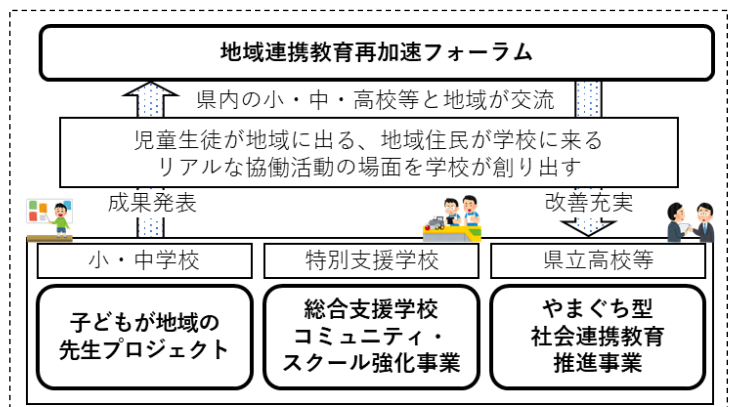 地域連携教育再加速フォーラム
県内の小・中・高校等と地域が交流
児童生徒が地域に出る、地域住民が学校に来る
リアルな協働活動の場面を学校が創り出す
成果発表
改善充実
小・中学校
特別支援学校
県立高校等
子どもが地域の
先生プロジェクト
総合支援学校
コミュニティ・
スクール強化事業
やまぐち型
社会連携教育
推進事業